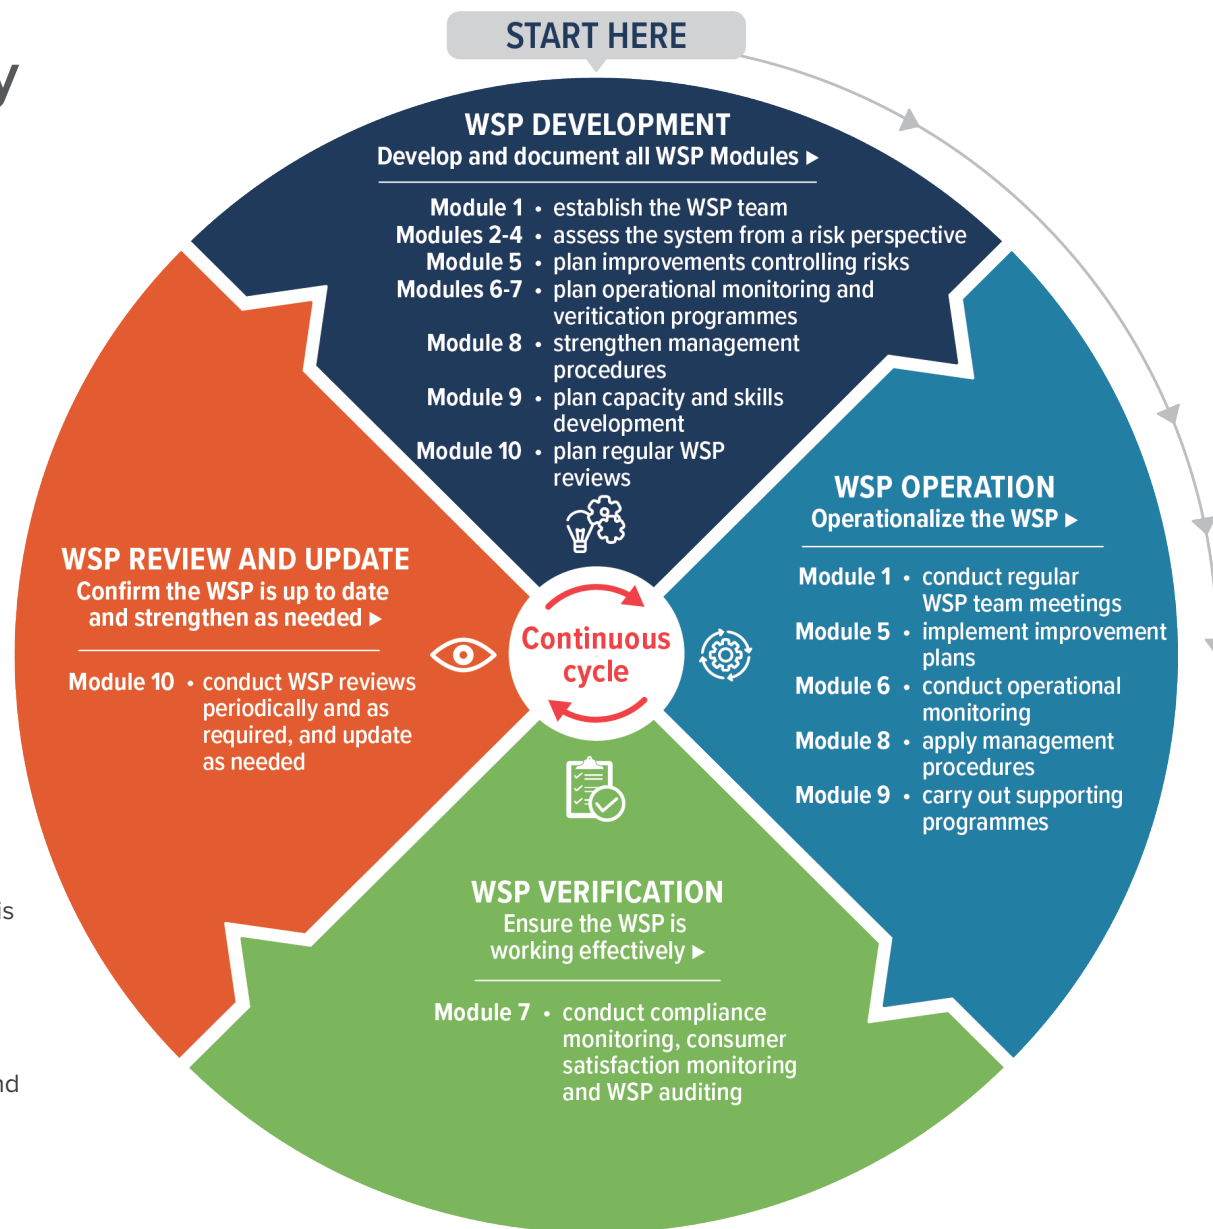 y
START HERE
WSP DEVELOPMENT
Develop and document all WSP Modules ▶
Module 1 • establish the WSP team
Modules 2-4 • assess the system from a risk perspective
Module 5 • plan improvements controlling risks
Modules 6-7 • plan operational monitoring and
veritication programmes
Module 8 • strengthen management
procedures
Module 9 • plan capacity and skills
development
Module 10 • plan regular WSP
reviews
WSP OPERATION
Operationalize the WSP ▶
Module 1 • conduct regular
WSP team meetings
Module 5 • implement improvement
plans
Module 6 • conduct operational
monitoring
Module 8 • apply management
procedures
Module 9 • carry out supporting
programmes
WSP VERIFICATION
Ensure the WSP is
working effectively ▶
Module 7 • conduct compliance
monitoring, consumer
satisfaction monitoring
and WSP auditing
WSP REVIEW AND UPDATE
Confirm the WSP is up to date
and strengthen as needed ▶
Module 10 • conduct WSP reviews
periodically and as
required, and update
as needed
Continuous
cycle
is
nd